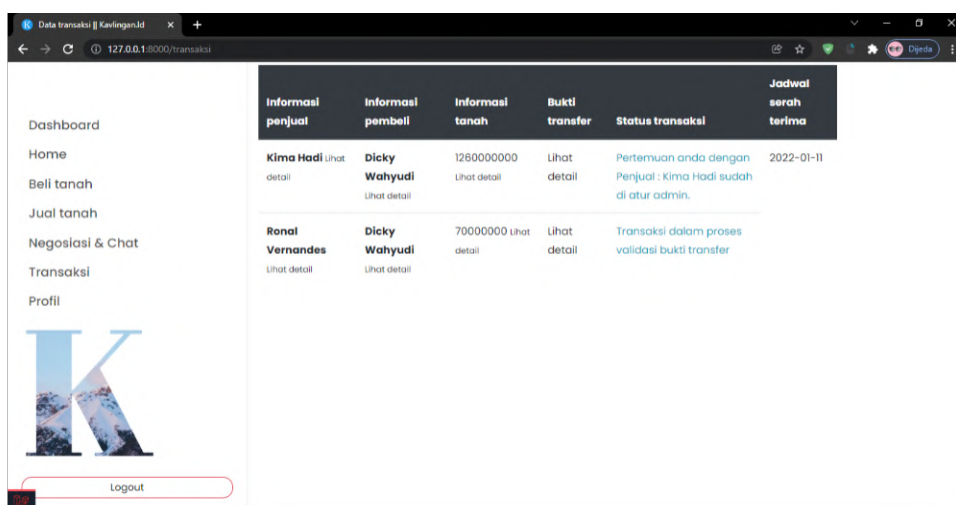 Data transaksi || Kavlingan.Id
127.0.0.1:8000/transaksi
Dijeda
Dashboard
Home
Beli tanah
Jual tanah
Negosiasi & Chat
Transaksi
Profil
K
Logout
Informasi penjual
Informasi pembeli
Informasi tanah
Bukti transfer
Status transaksi
Jadwal serah terima
Kima Hadi Lihat
detail
Dicky
Wahyudi
Lihat detail
1260000000
Lihat detail
Lihat
detail
Pertemuan anda dengan
Penjual : Kima Hadi sudah
di atur admin.
2022-01-11
Ronal
Vernandes
Lihat detail
Dicky
Wahyudi
Lihat detail
70000000 Lihat
detail
Lihat
detail
Transaksi dalam proses
validasi bukti transfer